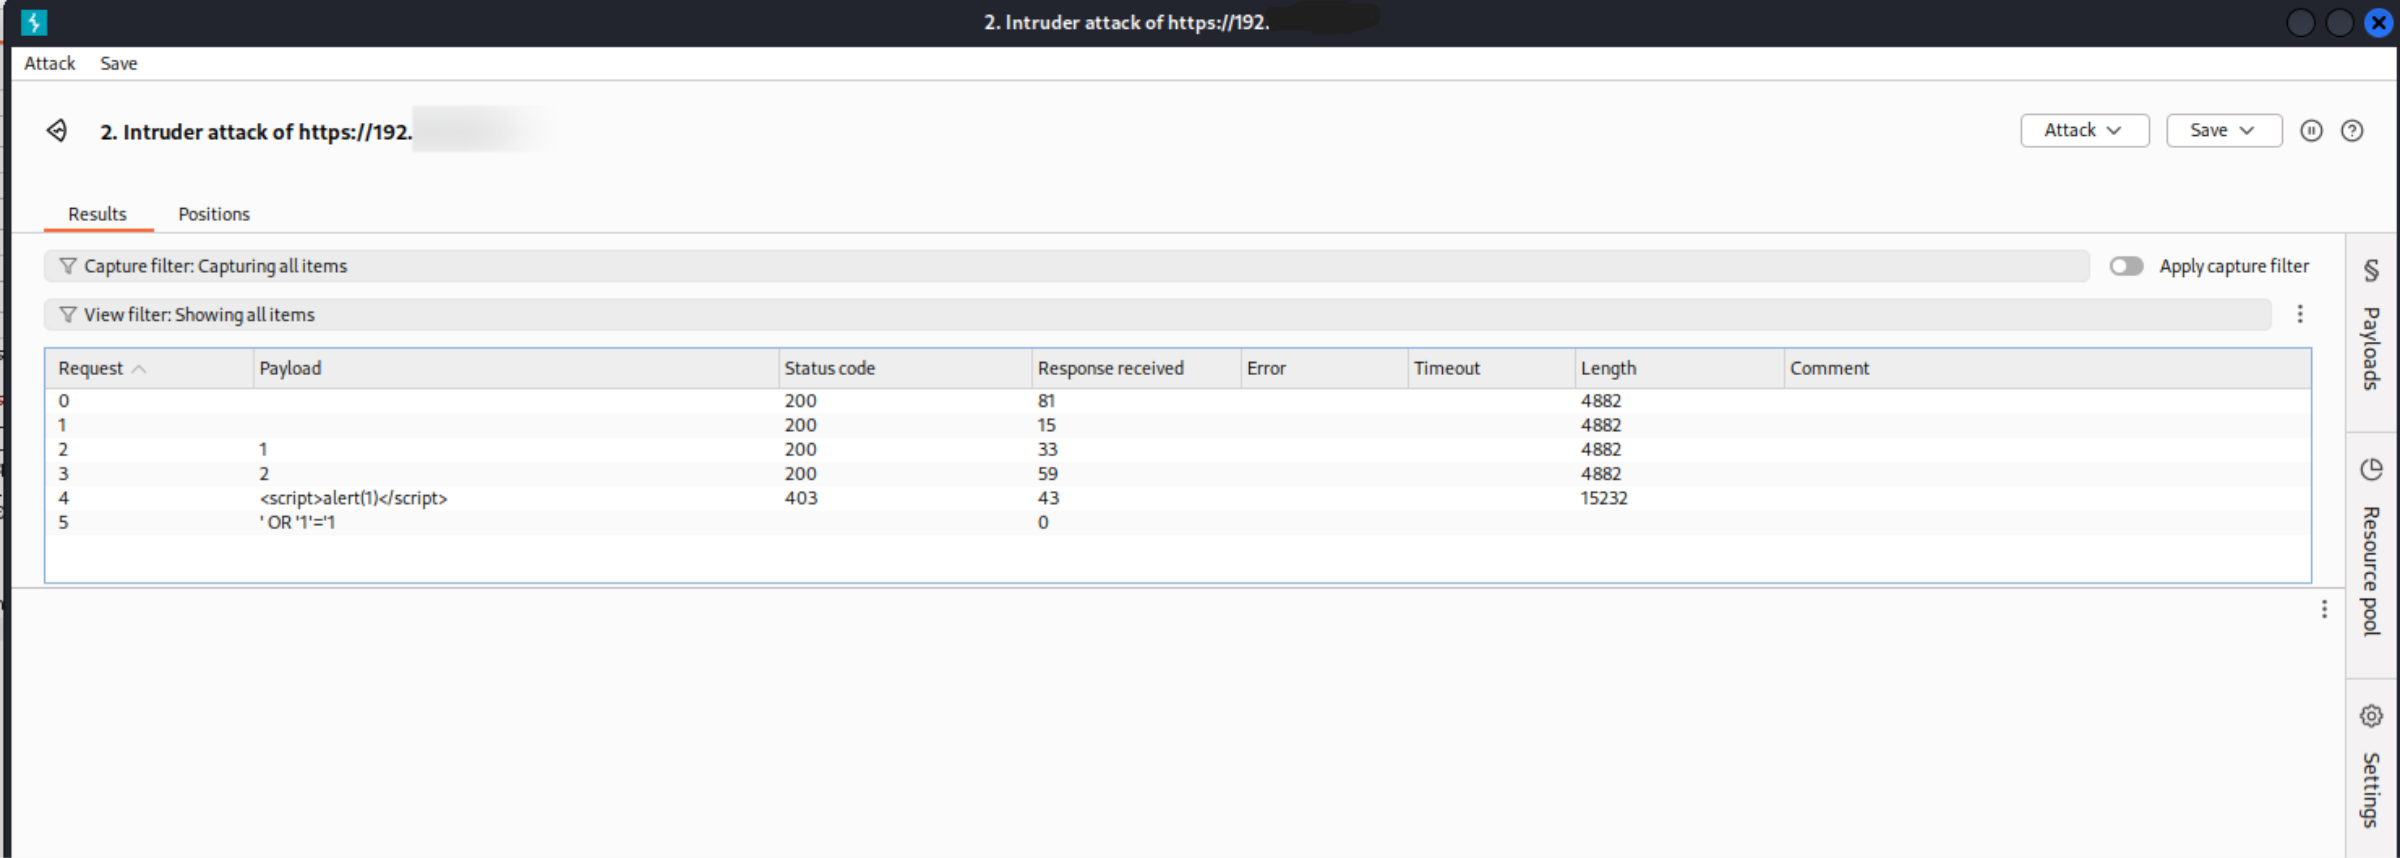 2. Intruder attack of https://192.
Attack Save
2. Intruder attack of https://192.
Attack Save
Results Positions
Capture filter: Capturing all items Apply capture filter
View filter: Showing all items
Request Payload Status code Response received Error Timeout Length Comment
0 200 81 4882
1 200 15 4882
2 1 200 33 4882
3 2 200 59 4882
4 <script>alert(1)</script> 403 43 15232
5 ' OR '1'='1 0
Payloads
Resource pool
Settings